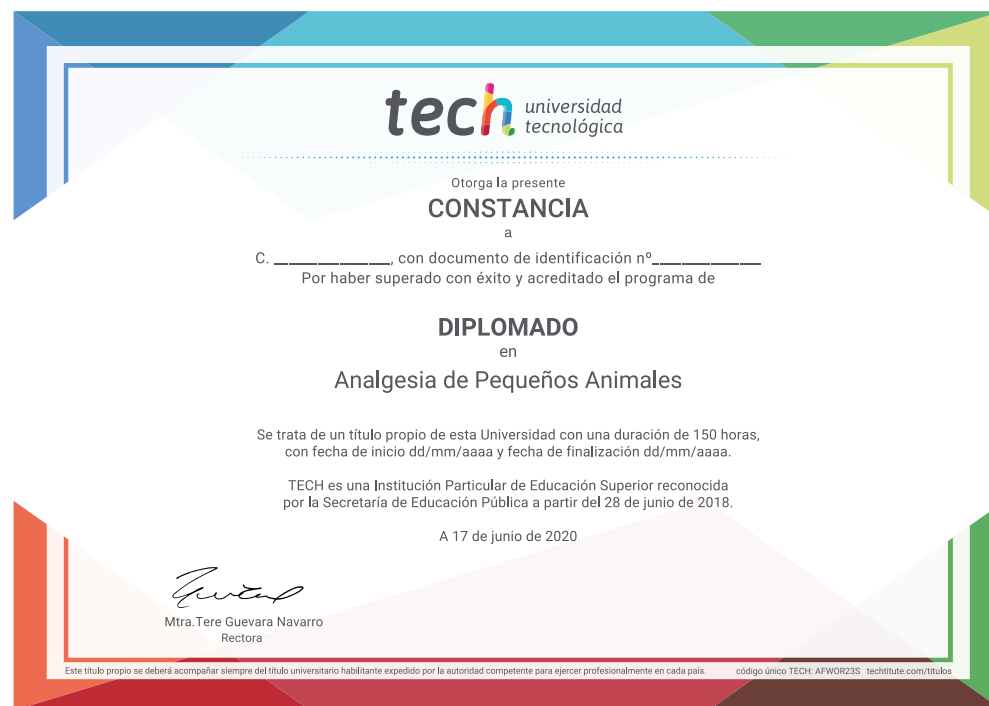 tech universidad
tecnológica
Otorga la presente
CONSTANCIA
a
C. ______________, con documento de identificación nº_____________
Por haber superado con éxito y acreditado el programa de
DIPLOMADO
en
Analgesia de Pequeños Animales
Se trata de un título propio de esta Universidad con una duración de 150 horas,
con fecha de inicio dd/mm/aaaa y fecha de finalización dd/mm/aaaa.
TECH es una Institución Particular de Educación Superior reconocida
por la Secretaría de Educación Pública a partir del 28 de junio de 2018.
A 17 de junio de 2020
Mtra.Tere Guevara Navarro
Rectora
Este título propio se deberá acompañar siempre del título universitario habilitante expedido por la autoridad competente para ejercer profesionalmente en cada país. código único TECH: AFWOR23S techtitute.com/titulos